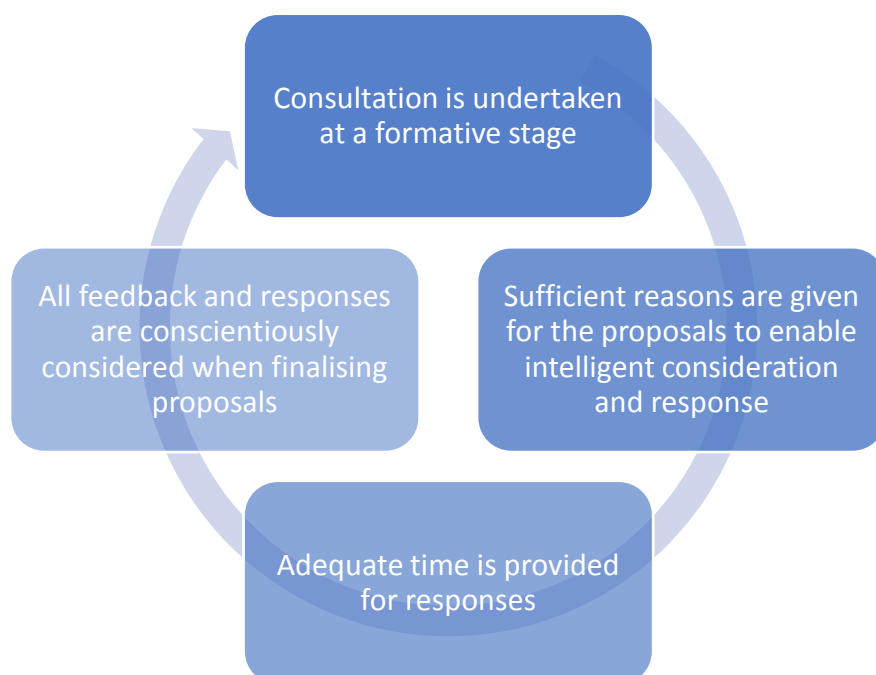 Consultation is undertaken
at a formative stage
Sufficient reasons are given
for the proposals to enable
intelligent consideration
and response
Adequate time is provided
for responses
All feedback and responses
are conscientiously
considered when finalising
proposals